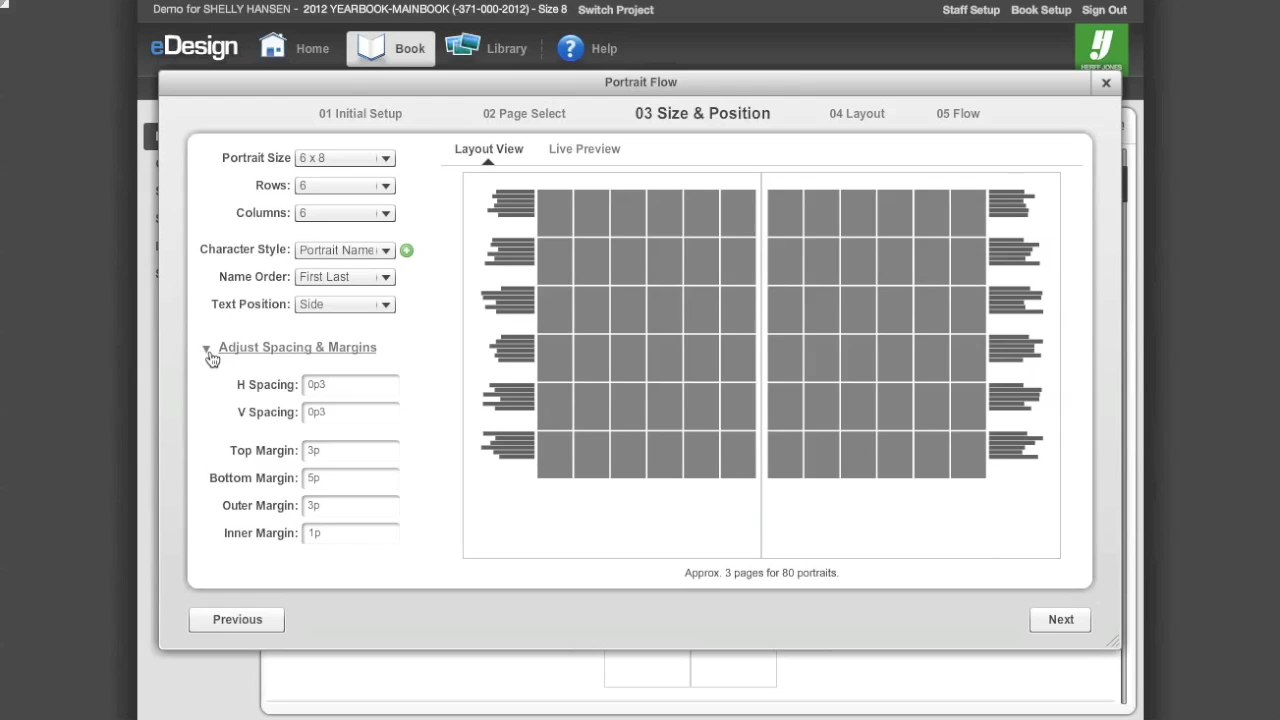 Demo for SHELLY HANSEN - 2012 YEARBOOK-MAINBOOK (-371-000-2012) - Size 8 Switch Project Staff Setup Book Setup Sign Out
eDesign Home Book Library ? Help
HERFF JONES
Portrait Flow
01 Initial Setup 02 Page Select 03 Size & Position 04 Layout 05 Flow
Layout View Live Preview
Portrait Size 6 x 8
Rows: 6
Columns: 6
Character Style: Portrait Name
Name Order: First Last
Text Position: Side
Adjust Spacing & Margins
H Spacing: 0p3
V Spacing: 0p3
Top Margin: 3p
Bottom Margin: 5p
Outer Margin: 3p
Inner Margin: 1p
Approx. 3 pages for 80 portraits.
Previous Next